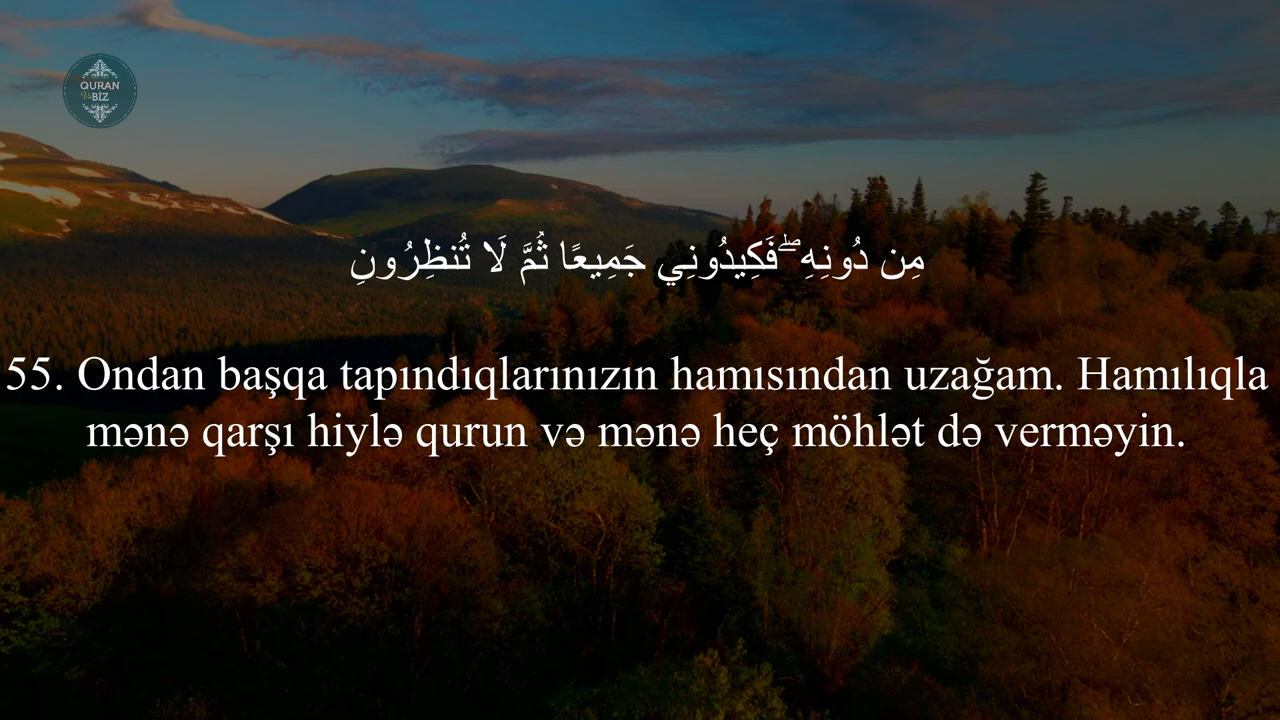 QURAN
Və
BİZ
مِن دُونِهِۖ فَكِيدُونِي جَمِيعًا ثُمَّ لَا تُنظِرُونِ
55. Ondan başqa tapındıqlarınızın hamısından uzağam. Hamılıqla
mənə qarşı hiylə qurun və mənə heç möhlət də verməyin.